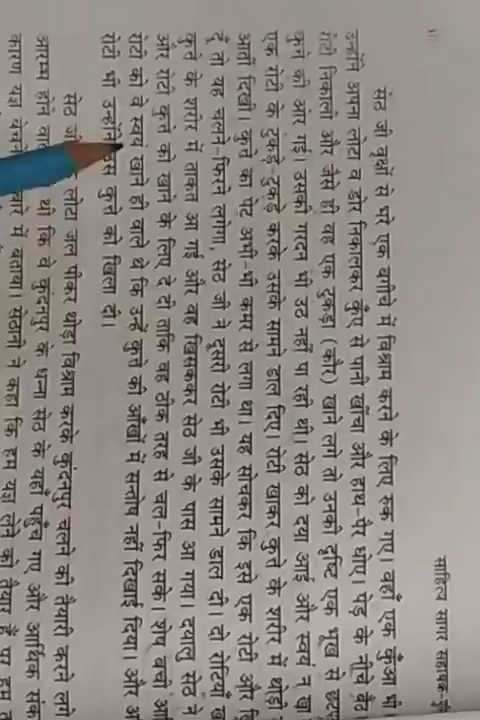 साहित्य सागर सहायक-पु
सेठ जी वृक्षों से भरे एक बगीचे में विश्राम करने के लिए रुक गए। वहाँ एक कुँआ भी
उन्होंने अपना लोटा व डोर निकालकर कुँए से पानी खींचा और हाथ-पैर धोए। पेड़ के नीचे बैठ
रोटी निकाली और जैसे ही वह एक टुकड़ा (कौर) खाने लगे तो उनकी दृष्टि एक भूख से छटप
कुत्ते की ओर गई। उसकी गर्दन भी उठ नहीं पा रही थी। सेठ को दया आई और स्वयं न खा
एक रोटी के टुकड़े-टुकड़े करके उसके सामने डाल दिए। रोटी खाकर कुत्ते के शरीर में थोड़ी
आती दिखी। कुत्ते का पेट अभी-भी कमर से लगा था। यह सोचकर कि इसे एक रोटी और
दूँ तो यह चलने-फिरने लगेगा, सेठ जी ने दूसरी रोटी भी उसके सामने डाल दी। दो रोटियाँ ख
कुत्ते के शरीर में ताकत आ गई और वह खिसककर सेठ जी के पास आ गया। दयालु सेठ ने
और रोटी कुत्ते को खाने के लिए दे दी ताकि वह ठीक तरह से चल-फिर सके। शेष बची आ
रोटी को वे स्वयं खाने ही वाले थे कि उन्हें कुत्ते की आँखों में सन्तोष नहीं दिखाई दिया। और अ
रोटी भी उन्होंने उस कुत्ते को खिला दी।
सेठ जी लोटा जल पीकर थोड़ा विश्राम करके कुंदनपुर चलने की तैयारी करने लगे
आरम्भ होने वा थी कि वे कुंदनपुर के धन्ना सेठ के यहाँ पहुँच गए और आर्थिक संक
कारण यज्ञ बेचने बारे में बताया। सेठानी ने कहा कि हम यज्ञ लेने को तैयार हैं पर हम त